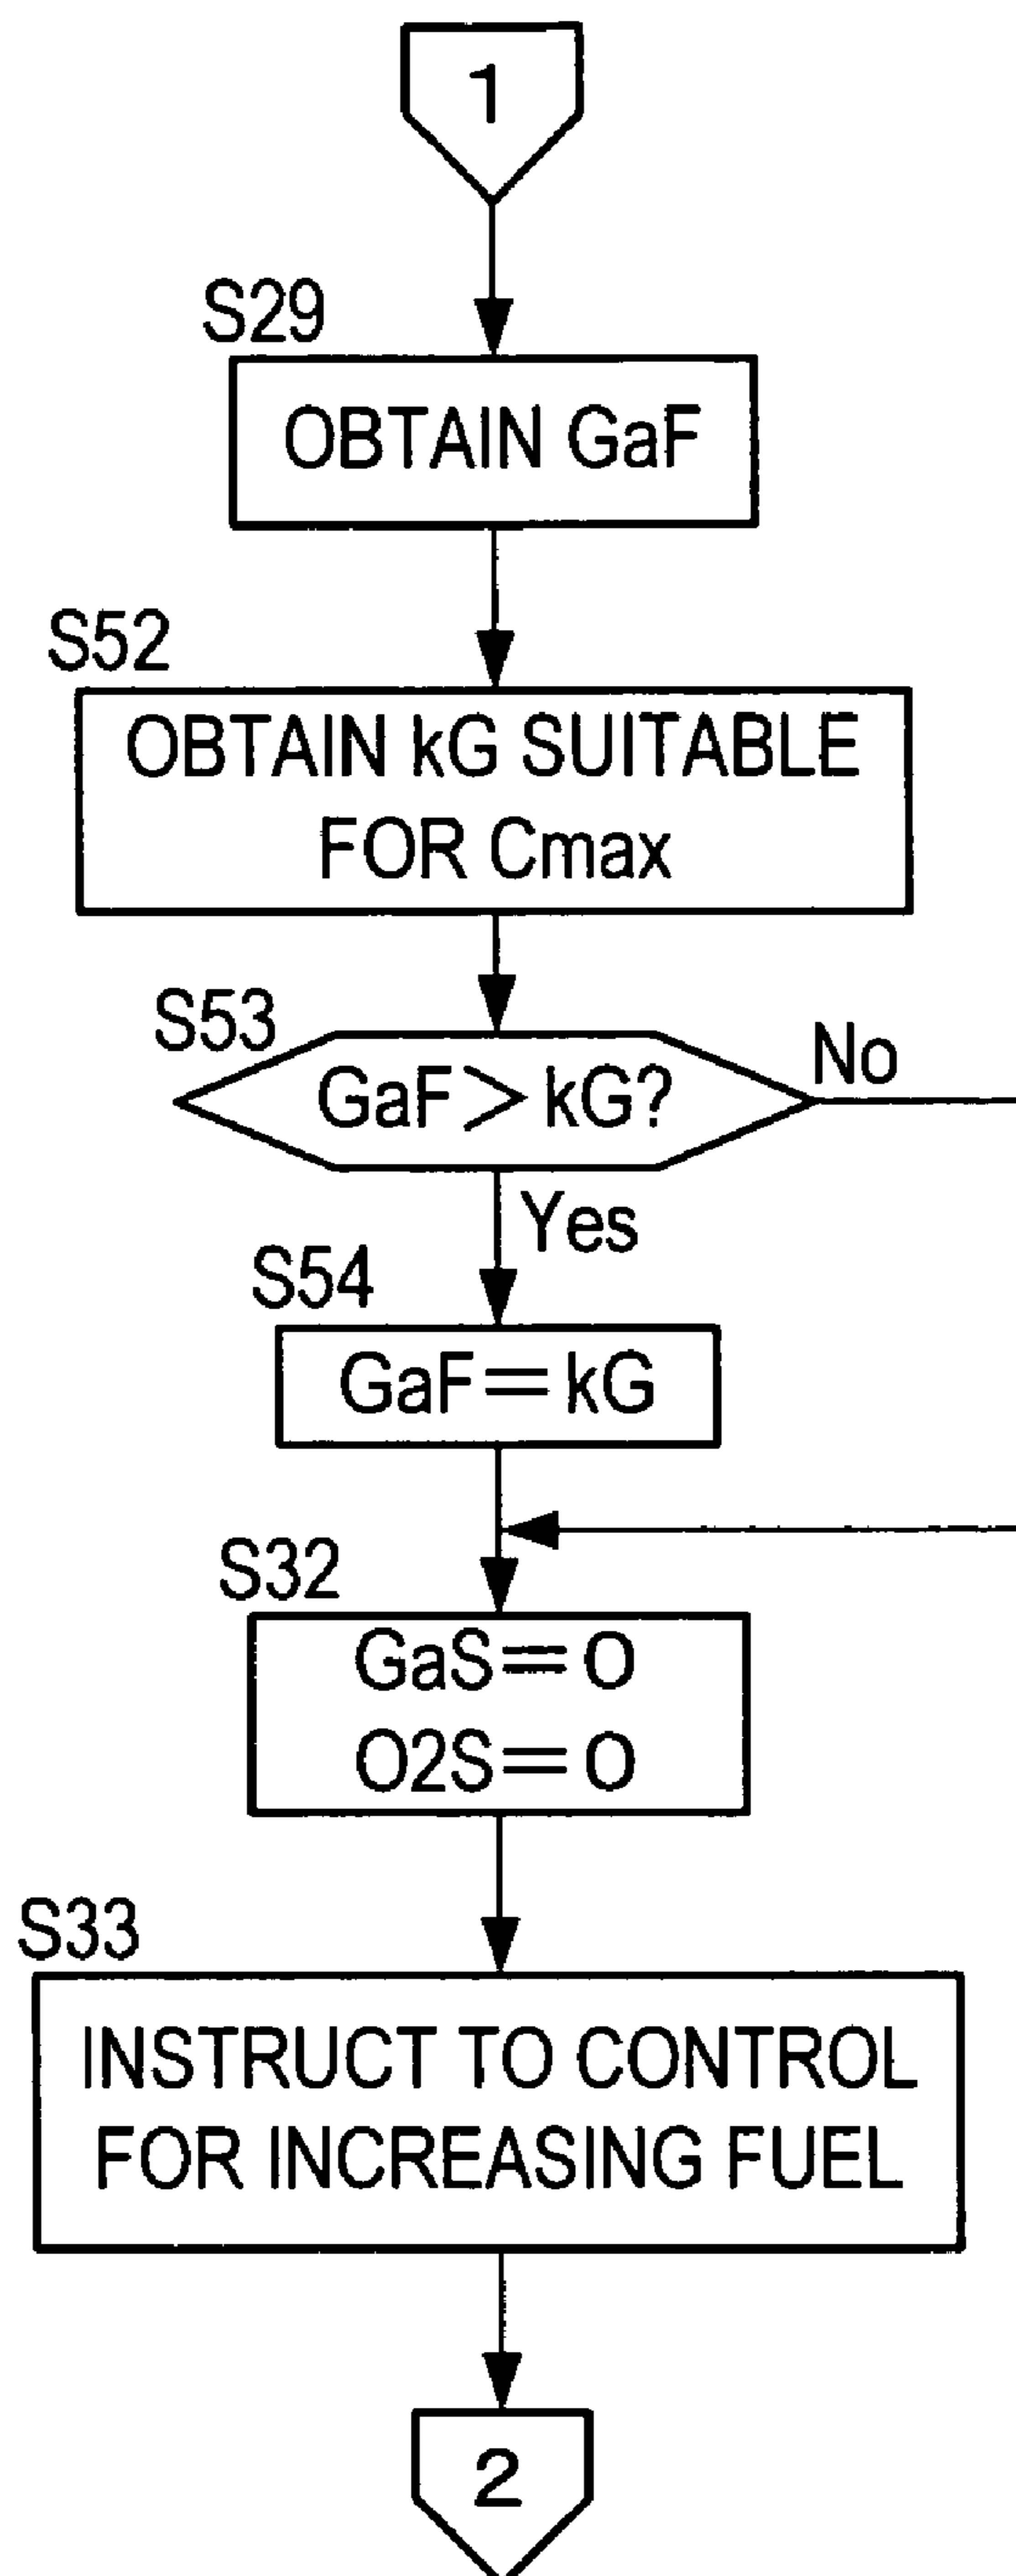 1
S29
OBTAIN GaF
S52
OBTAIN kG SUITABLE
FOR Cmax
S53
GaF>kG?
No
Yes
S54
GaF=kG
S32
GaS=0
O2S=0
S33
INSTRUCT TO CONTROL
FOR INCREASING FUEL
2